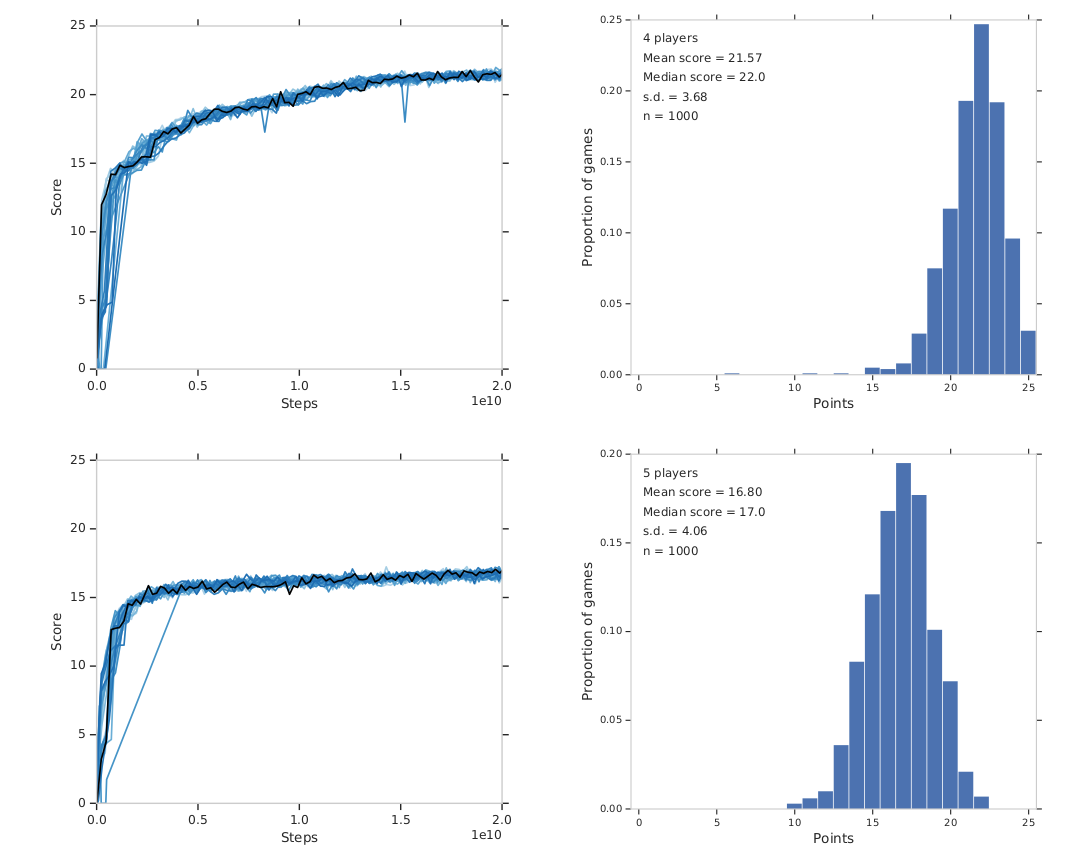 25
20
15
10
5
0
Score
0.0
0.5
1.0
1.5
2.0
Steps
1e10
0.25
0.20
0.15
0.10
0.05
0.00
Proportion of games
4 players
Mean score = 21.57
Median score = 22.0
s.d. = 3.68
n = 1000
0
5
10
15
20
25
Points
25
20
15
10
5
0
Score
0.0
0.5
1.0
1.5
2.0
Steps
1e10
0.20
0.15
0.10
0.05
0.00
Proportion of games
5 players
Mean score = 16.80
Median score = 17.0
s.d. = 4.06
n = 1000
0
5
10
15
20
25
Points